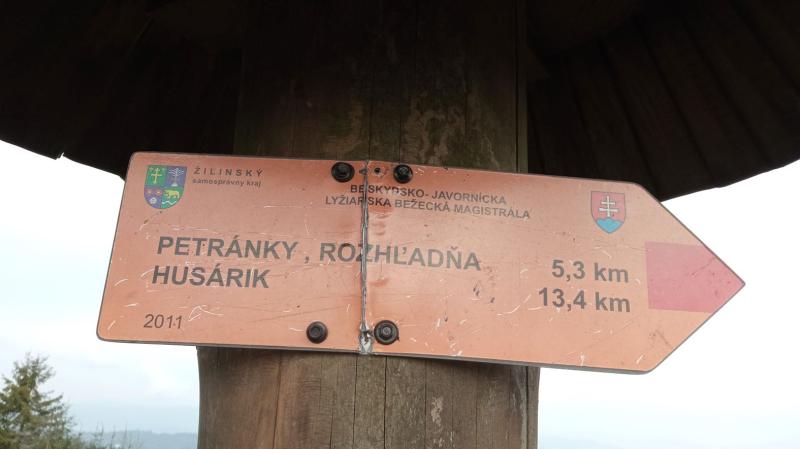 ŽILINSKÝ
samosprávny kraj
BESKYDSKO-JAVORNÍCKA
LYŽIARSKA BEŽECKÁ MAGISTRÁLA
PETRÁNKY , ROZHĽADŇA 5,3 km
HUSÁRIK 13,4 km
2011